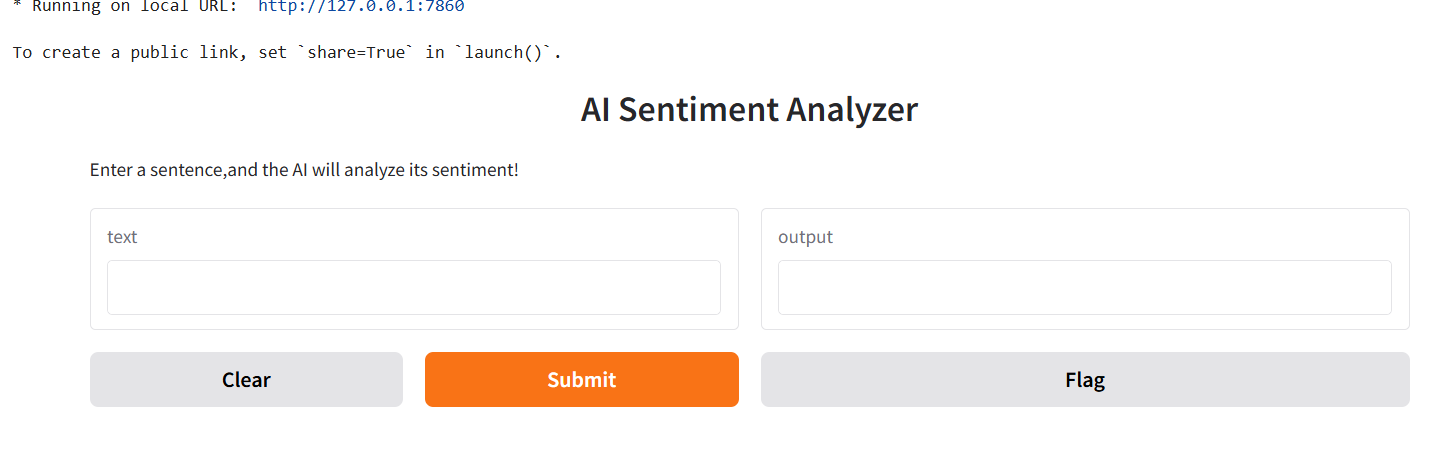 * Running on local URL:  http://127.0.0.1:7860
To create a public link, set `share=True` in `launch()`.
AI Sentiment Analyzer
Enter a sentence,and the AI will analyze its sentiment!
text
output
Clear
Submit
Flag